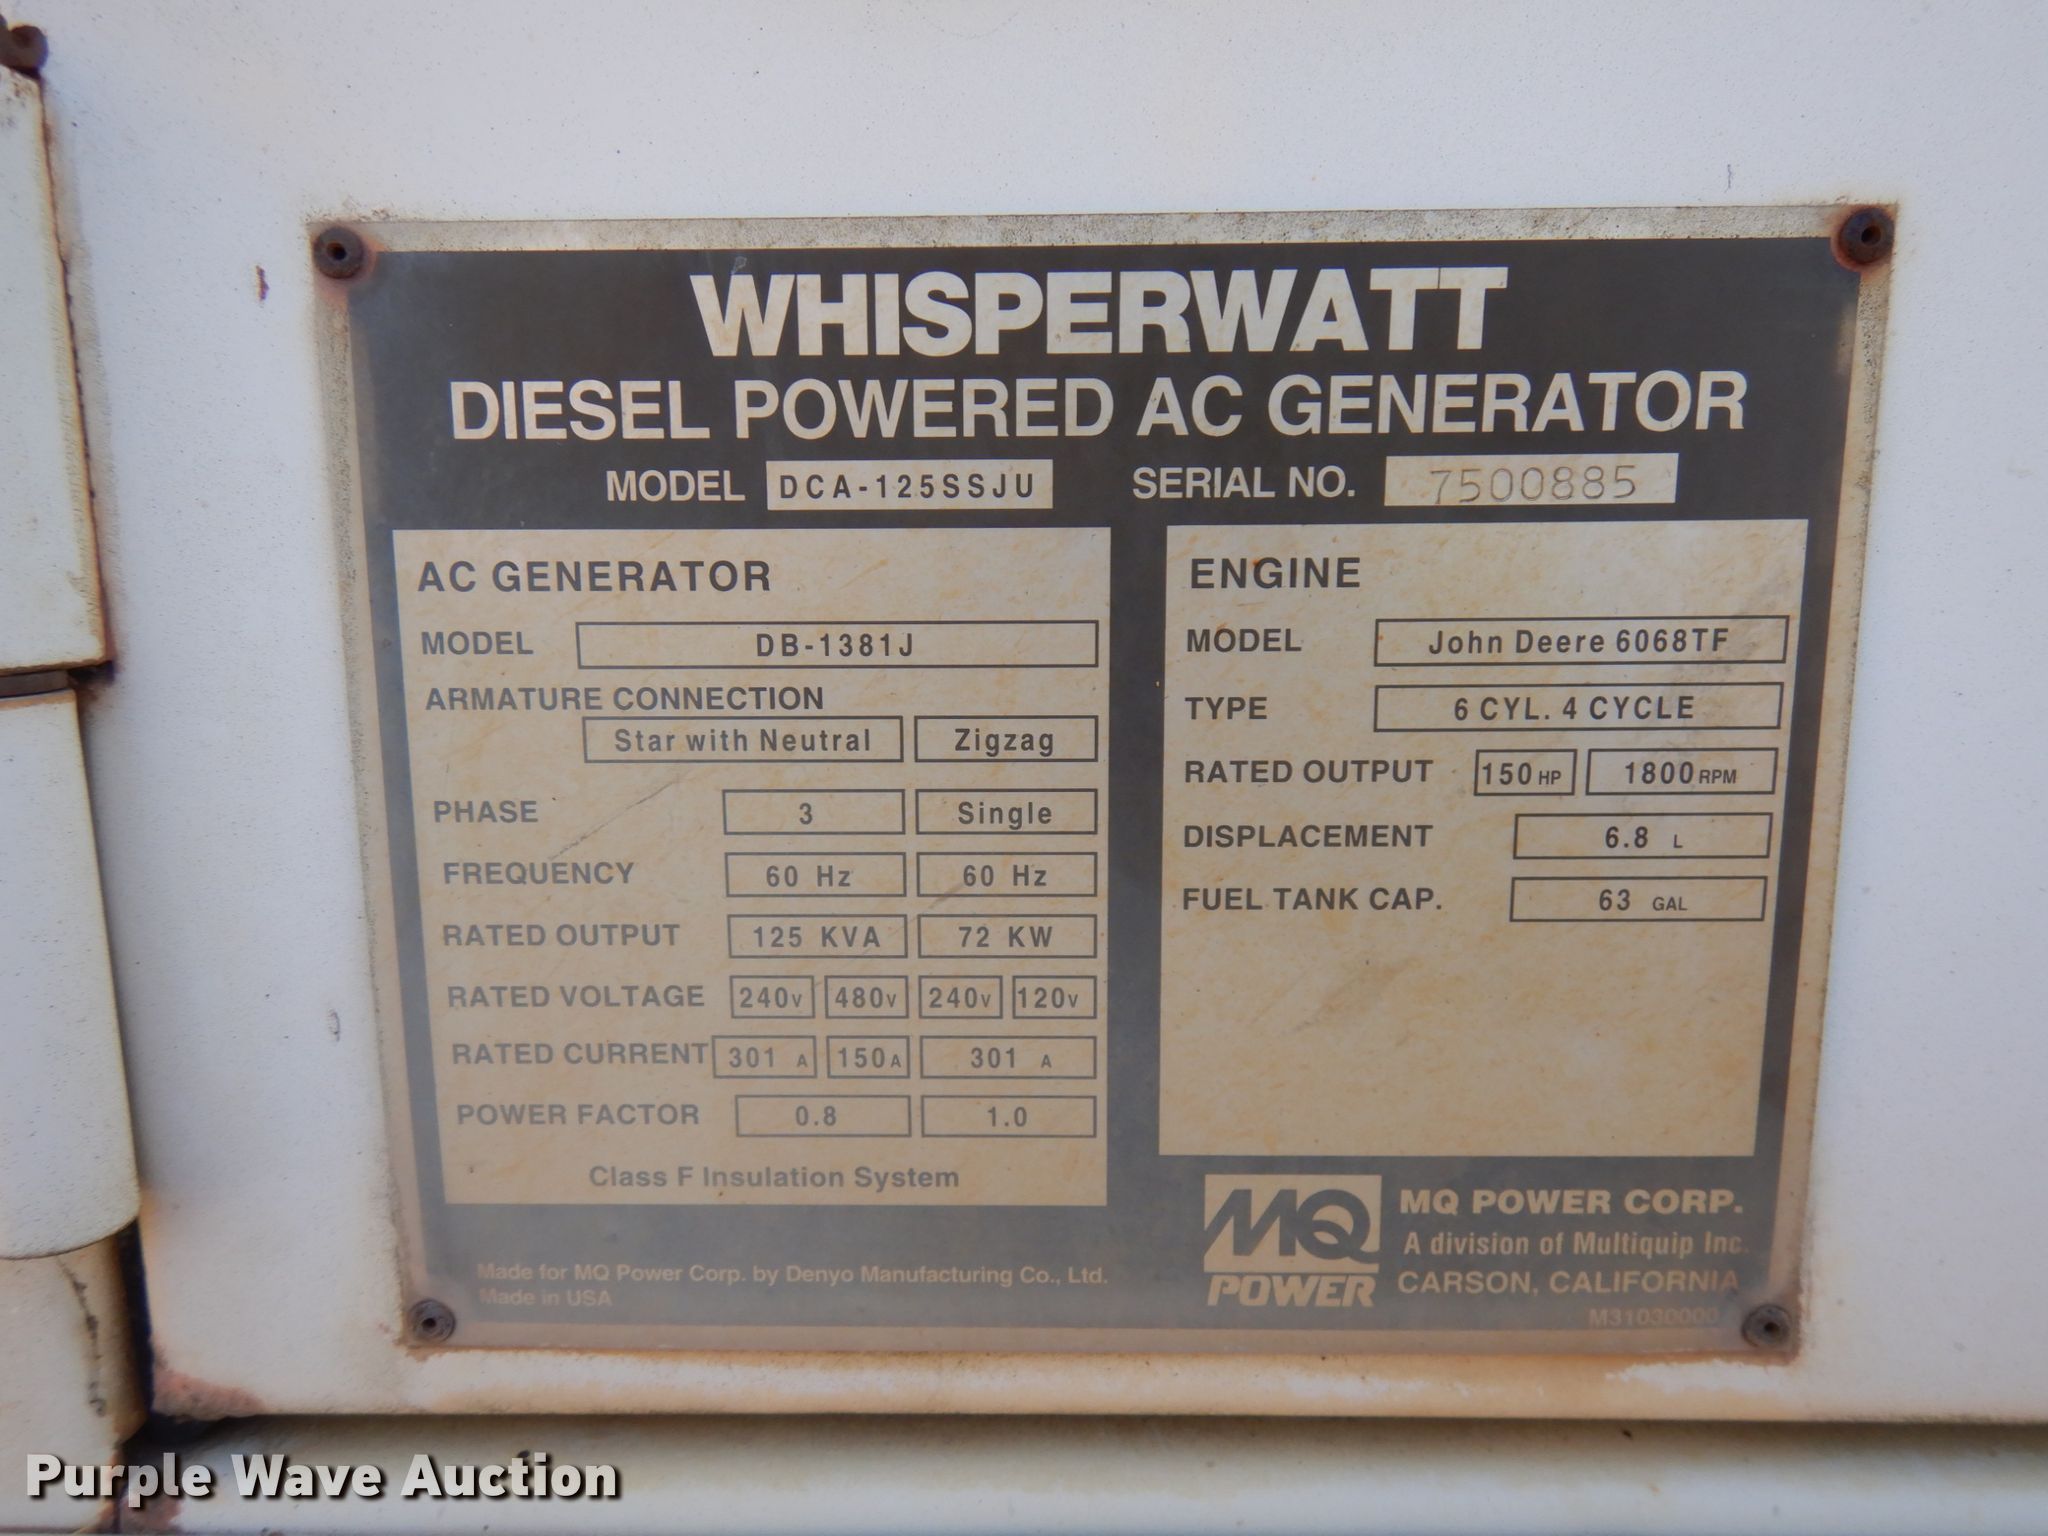 WHISPERWATT
DIESEL POWERED AC GENERATOR
MODEL DCA-125SSJU SERIAL NO. 7500885
AC GENERATOR
MODEL DB-1381J
ARMATURE CONNECTION
Star with Neutral Zigzag
PHASE 3 Single
FREQUENCY 60 Hz 60 Hz
RATED OUTPUT 125 KVA 72 KW
RATED VOLTAGE 240V 480V 240V 120V
RATED CURRENT 301 A 150A 301 A
POWER FACTOR 0.8 1.0
Class F Insulation System
ENGINE
MODEL John Deere 6068TF
TYPE 6 CYL. 4 CYCLE
RATED OUTPUT 150 HP 1800 RPM
DISPLACEMENT 6.8 L
FUEL TANK CAP. 63 GAL
Made for MQ Power Corp. by Denyo Manufacturing Co., Ltd.
Made in USA
MQ
POWER
MQ POWER CORP.
A division of Multiquip Inc.
CARSON, CALIFORNIA
M31030000
Purple Wave Auction